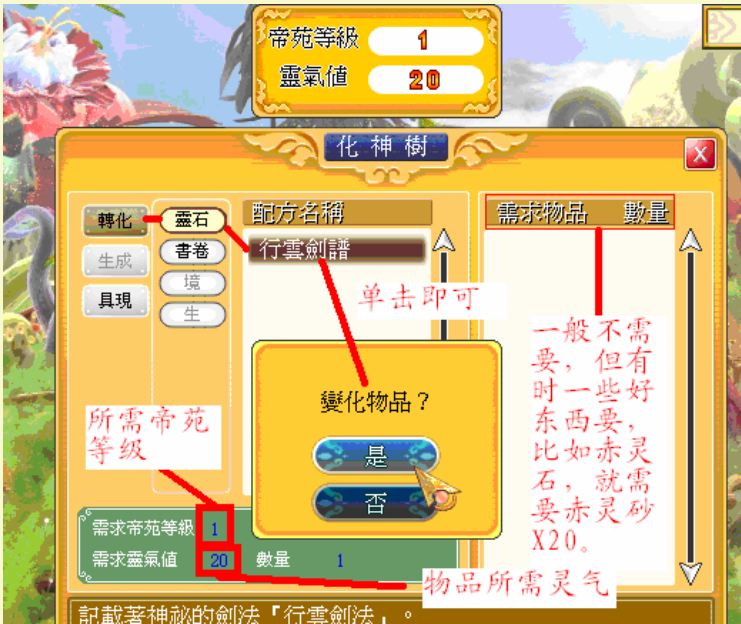 帝苑等級 1
靈氣值 20
化神樹
轉化
生成
具現
靈石
書卷
境
生
配方名稱
行雲劍譜
需求物品 數量
单击即可
變化物品？
是
否
所需帝苑
等级
一般不需
要，但有
时一些好
东西要，
比如赤灵
石，就需
要赤灵砂
X20。
需求帝苑等級 1
需求靈氣值 20 數量 1
物品所需灵气
記載著神祕的劍法『行雲劍法』。